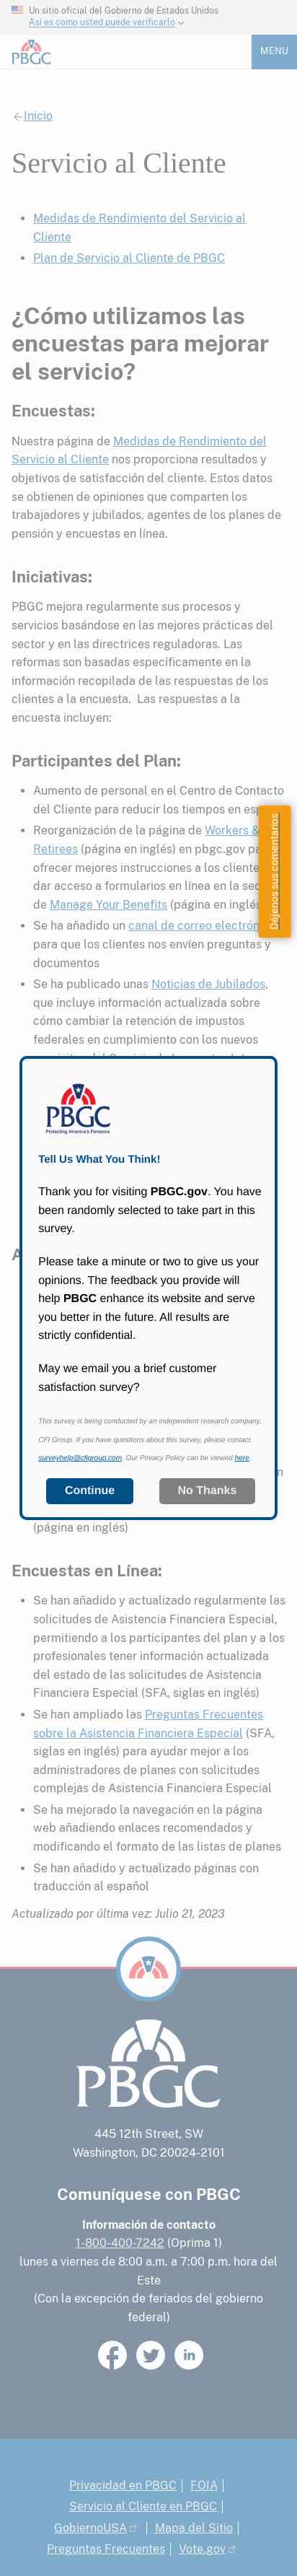 Un sitio oficial del Gobierno de Estados Unidos
Así es como usted puede verificarlo
PBGC
MENU
Inicio
Servicio al Cliente
Medidas de Rendimiento del Servicio al
Cliente
Plan de Servicio al Cliente de PBGC
¿Cómo utilizamos las
encuestas para mejorar
el servicio?
Encuestas:
Nuestra página de Medidas de Rendimiento del
Servicio al Cliente nos proporciona resultados y
objetivos de satisfacción del cliente. Estos datos
se obtienen de opiniones que comparten los
trabajadores y jubilados, agentes de los planes de
pensión y encuestas en línea.
Iniciativas:
PBGC mejora regularmente sus procesos y
servicios basándose en las mejores prácticas del
sector y en las directrices reguladoras. Las
reformas son basadas específicamente en la
información recopilada de las respuestas de los
clientes a la encuesta. Las respuestas a la
encuesta incluyen:
Participantes del Plan:
Aumento de personal en el Centro de Contacto
del Cliente para reducir los tiempos en
Reorganización de la página de Workers &
Retirees (página en inglés) en pbgc.gov
ofrecer mejores instrucciones a los clientes
dar acceso a formularios en línea en la
de Manage Your Benefits (página en inglés
Se ha añadido un canal de correo
para que los clientes nos envíen preguntas y
documentos
Se ha publicado unas Noticias de Jubilados,
que incluye información actualizada sobre
cómo cambiar la retención de impuestos
federales en cumplimiento con los nuevos
Déjenos sus comentarios
PBGC
Protecting America's Pensions
Tell Us What You Think!
Thank you for visiting PBGC.gov. You have
been randomly selected to take part in this
survey.
Please take a minute or two to give us your
opinions. The feedback you provide will
help PBGC enhance its website and serve
you better in the future. All results are
strictly confidential.
May we email you a brief customer
satisfaction survey?
This survey is being conducted by an independent research company,
CFI Group. If you have questions about this survey, please contact
surveyhelp@cfigroup.com. Our Privacy Policy can be viewed here.
Continue No Thanks
(página en inglés)
Encuestas en Línea:
Se han añadido y actualizado regularmente las
solicitudes de Asistencia Financiera Especial,
permitiendo a los participantes del plan y a los
profesionales tener información actualizada
del estado de las solicitudes de Asistencia
Financiera Especial (SFA, siglas en inglés)
Se han ampliado las Preguntas Frecuentes
sobre la Asistencia Financiera Especial (SFA,
siglas en inglés) para ayudar mejor a los
administradores de planes con solicitudes
complejas de Asistencia Financiera Especial
Se ha mejorado la navegación en la página
web añadiendo enlaces recomendados y
modificando el formato de las listas de planes
Se han añadido y actualizado páginas con
traducción al español
Actualizado por última vez: Julio 21, 2023
PBGC
445 12th Street, SW
Washington, DC 20024-2101
Comuníquese con PBGC
Información de contacto
1-800-400-7242 (Oprima 1)
lunes a viernes de 8:00 a.m. a 7:00 p.m. hora del
Este
(Con la excepción de feriados del gobierno
federal)
Privacidad en PBGC | FOIA |
Servicio al Cliente en PBGC |
GobiernoUSA | Mapa del Sitio |
Preguntas Frecuentes | Vote.gov